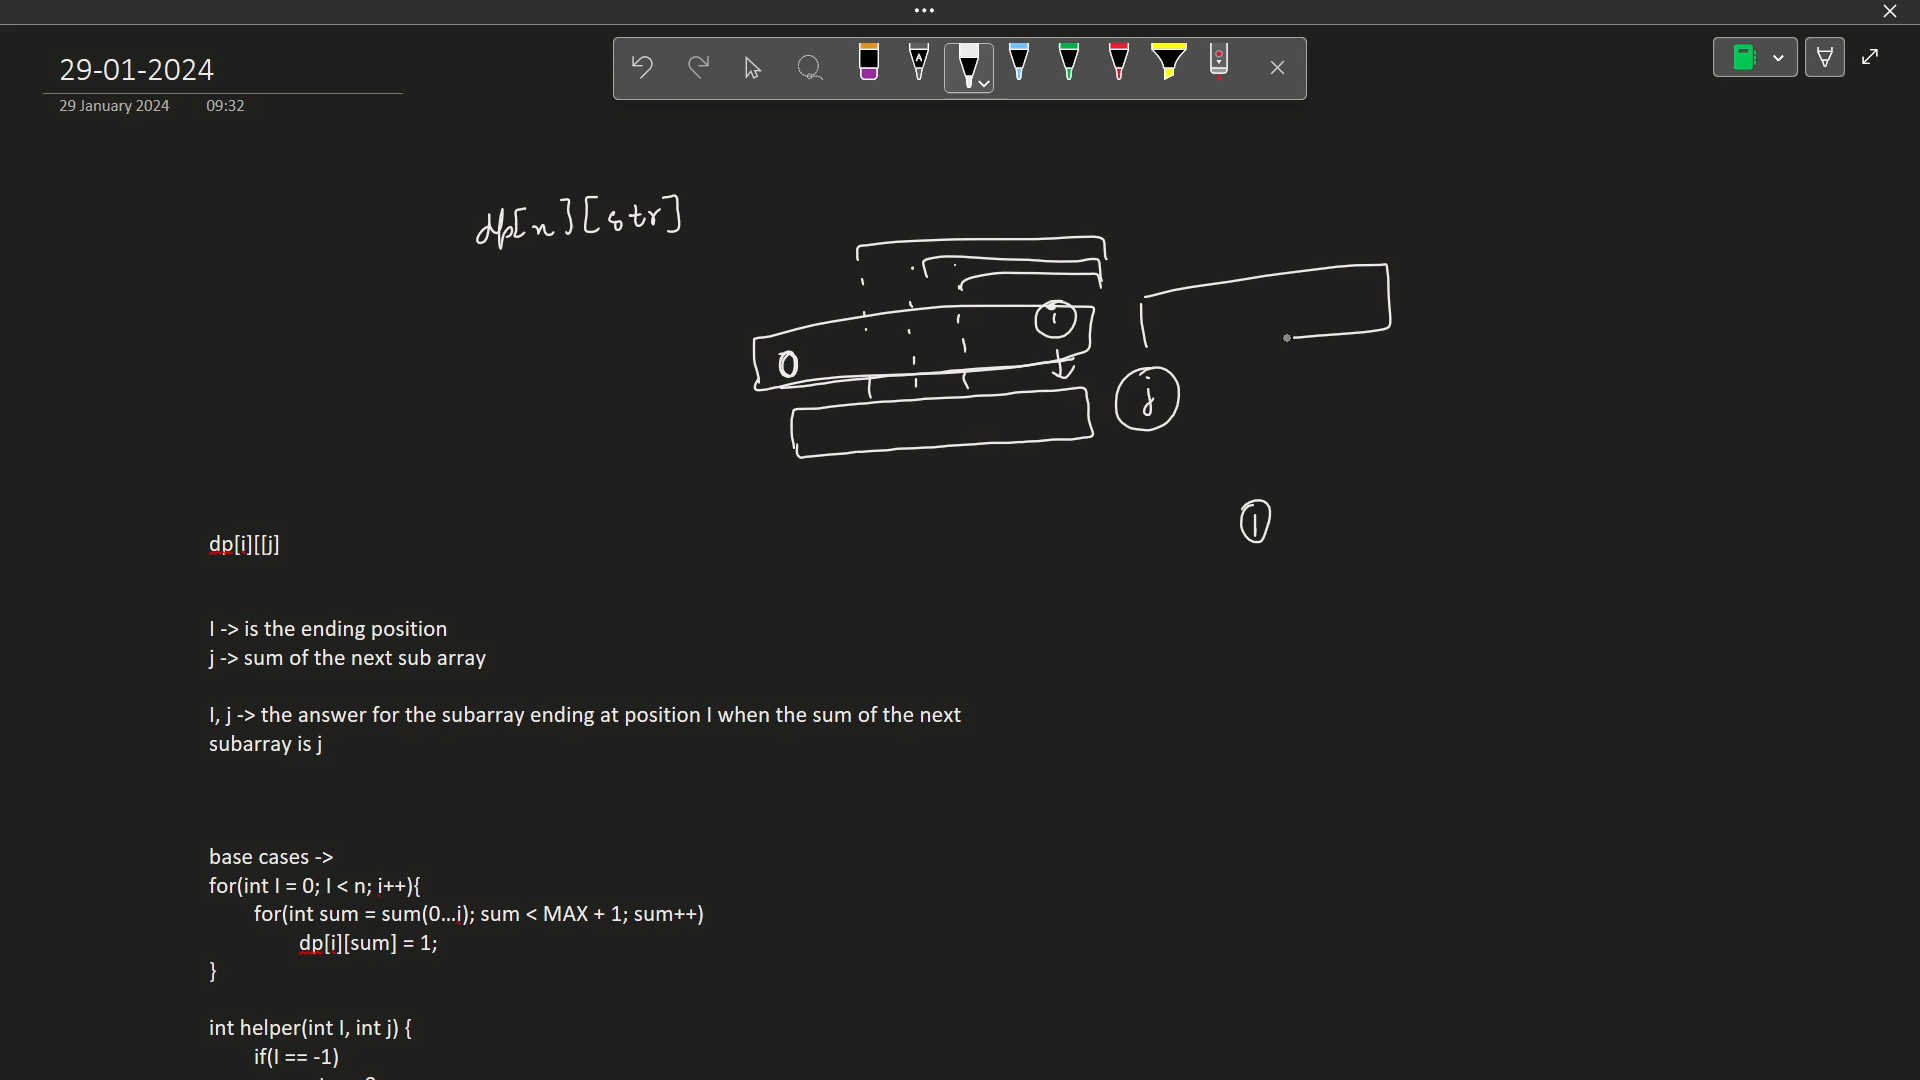 29-01-2024
29 January 2024 09:32
A
dp[n][str]
i
0
j
1
dp[i][[j]
I -> is the ending position
j -> sum of the next sub array
I, j -> the answer for the subarray ending at position I when the sum of the next
subarray is j
base cases ->
for(int I = 0; I < n; i++){
for(int sum = sum(0...i); sum < MAX + 1; sum++)
dp[i][sum] = 1;
}
int helper(int I, int j) {
if(I == -1)